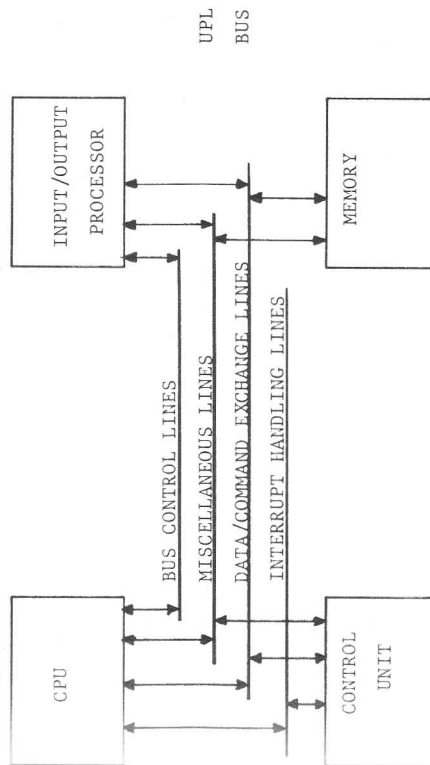 CPU
INPUT/OUTPUT
PROCESSOR
UPL
BUS
BUS CONTROL LINES
MISCELLANEOUS LINES
DATA/COMMAND EXCHANGE LINES
INTERRUPT HANDLING LINES
CONTROL
UNIT
MEMORY